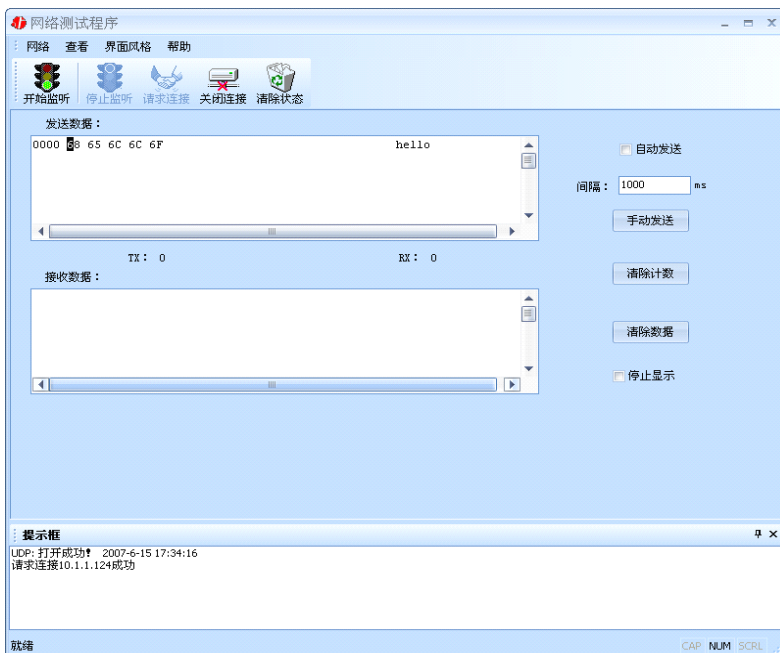 网络测试程序
网络 查看 界面风格 帮助
开始监听 停止监听 请求连接 关闭连接 清除状态
发送数据：
0000 68 65 6C 6C 6F hello
自动发送
间隔： 1000 ms
手动发送
TX： 0 RX： 0
接收数据：
清除计数
清除数据
停止显示
提示框
UDP: 打开成功! 2007-6-15 17:34:16
请求连接10.1.1.124成功
就绪 CAP NUM SCRL